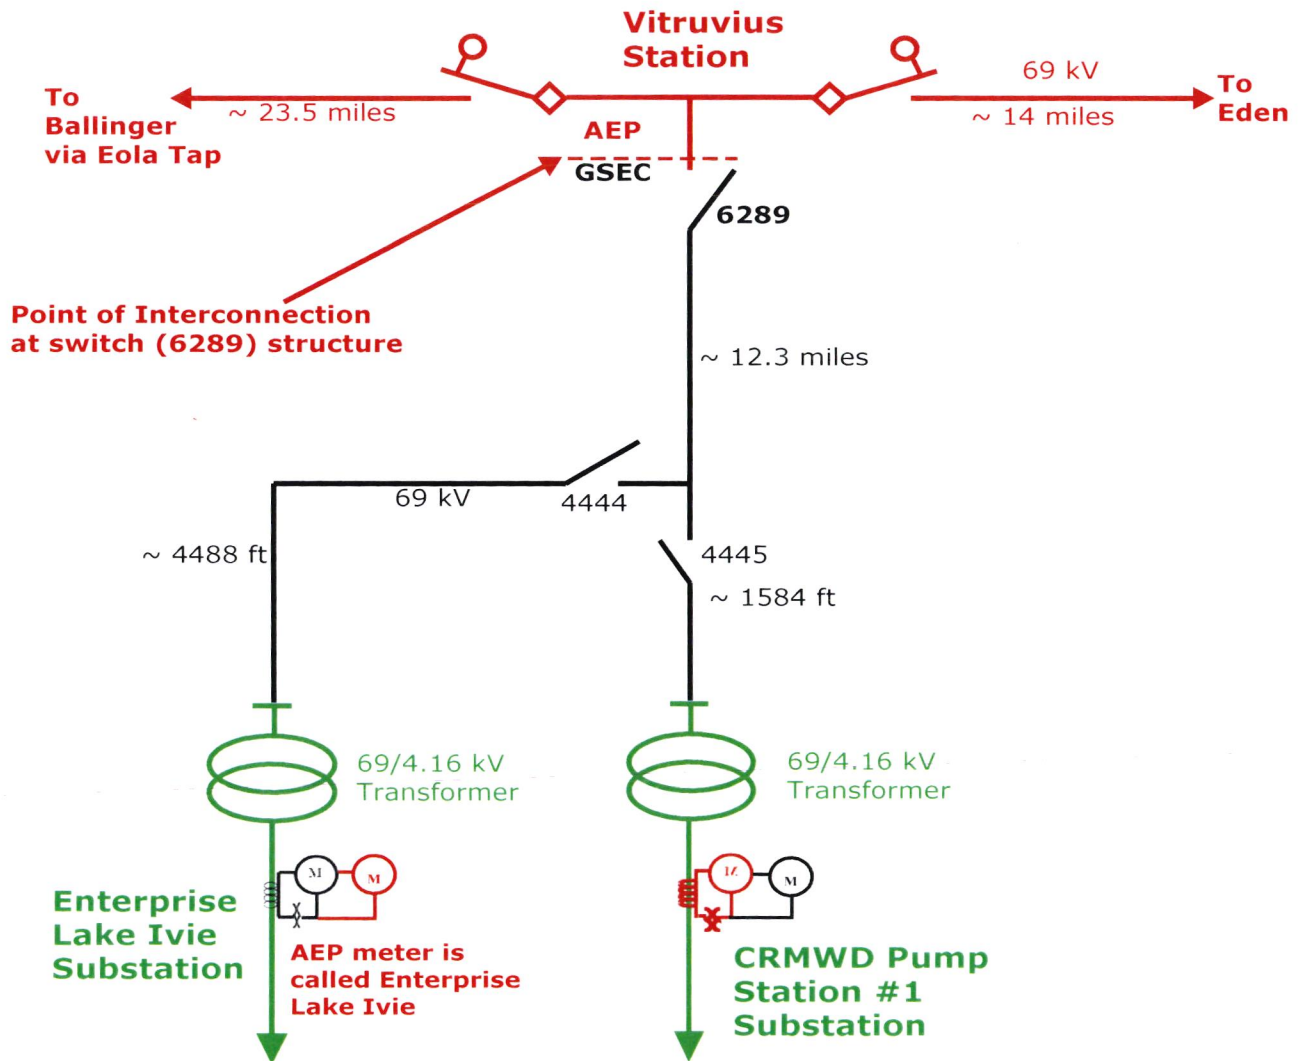 Vitruvius
Station
69 kV
To
Ballinger
via Eola Tap
~ 23.5 miles
~ 14 miles
To
Eden
AEP
GSEC
6289
Point of Interconnection
at switch (6289) structure
~ 12.3 miles
69 kV
4444
~ 4488 ft
4445
~ 1584 ft
69/4.16 kV
Transformer
69/4.16 kV
Transformer
M
M
M
Enterprise
Lake Ivie
Substation
AEP meter is
called Enterprise
Lake Ivie
CRMWD Pump
Station #1
Substation